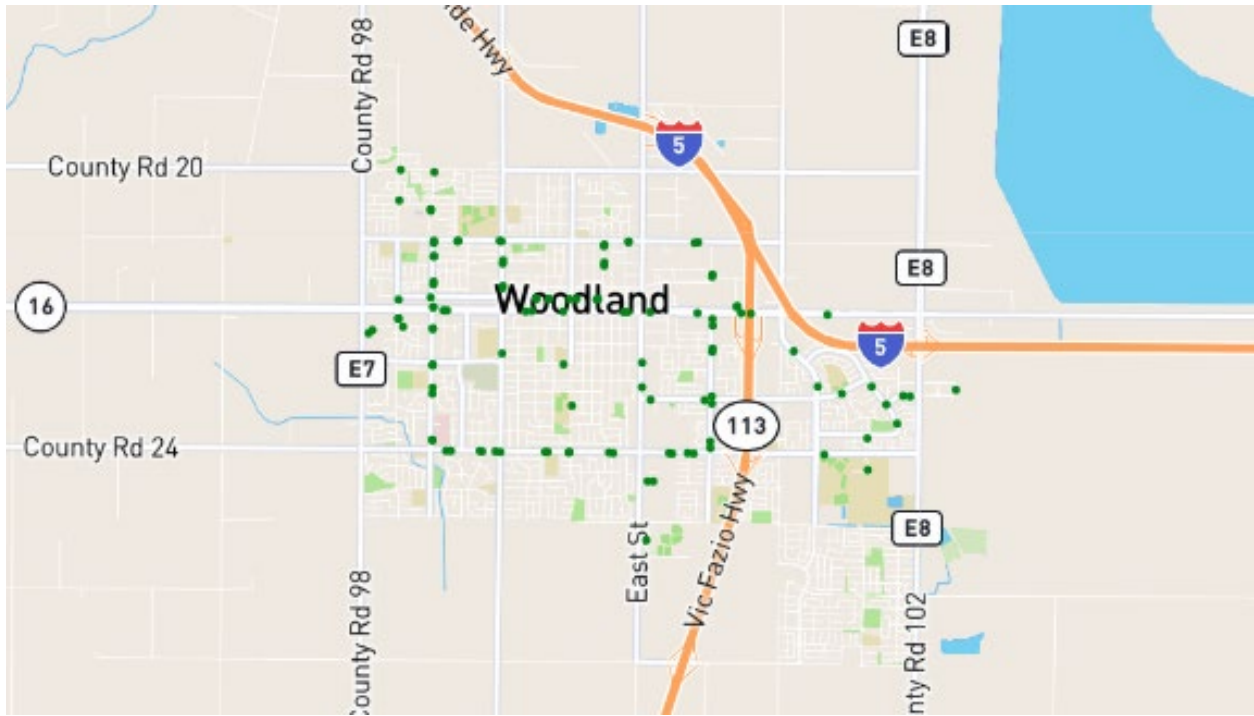 County Rd 98
de Hwy
E8
5
County Rd 20
E8
16
Woodland
5
E7
113
County Rd 24
E8
East St
Vic Fazio Hwy
County Rd 98
nty Rd 102